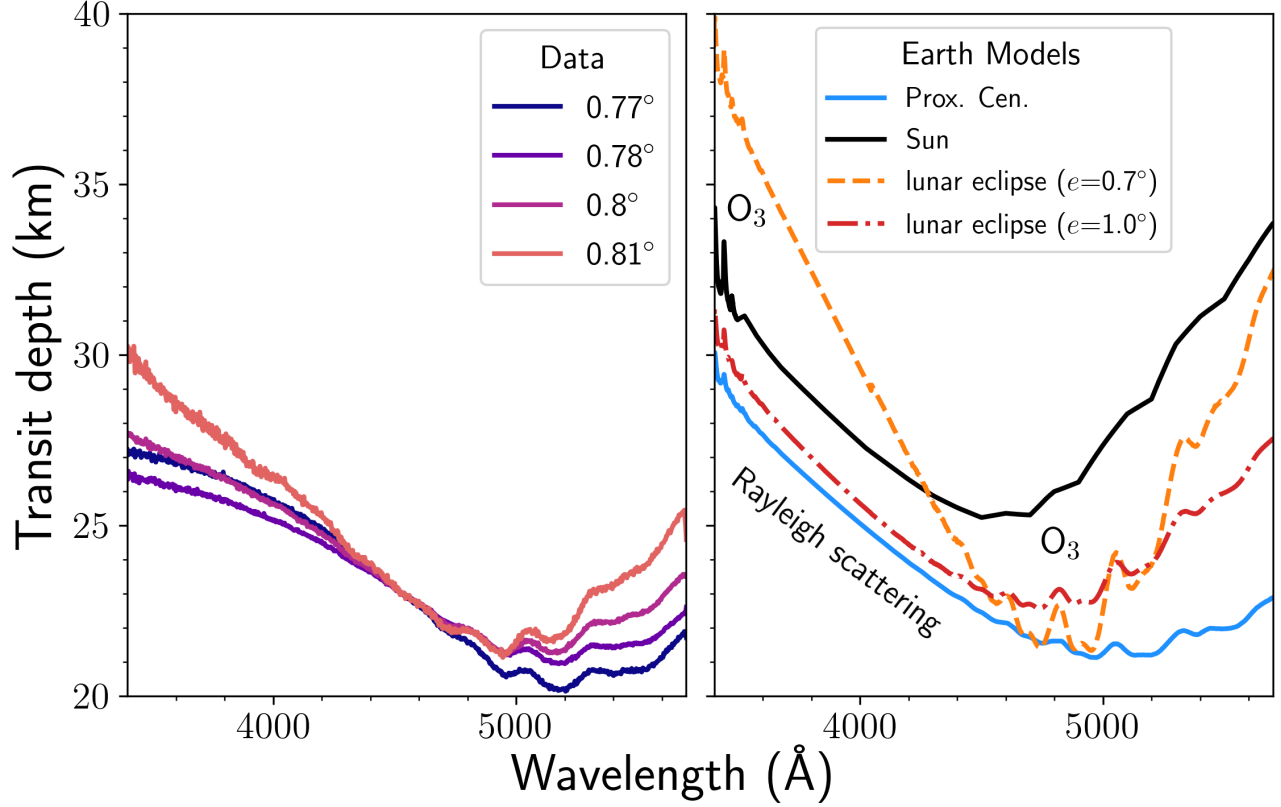 Transit depth (km)
40
35
30
25
20
Data
0.77°
0.78°
0.8°
0.81°
4000
5000
Earth Models
Prox. Cen.
Sun
lunar eclipse (e=0.7°)
lunar eclipse (e=1.0°)
O₃
Rayleigh scattering
O₃
4000
5000
Wavelength (Å)